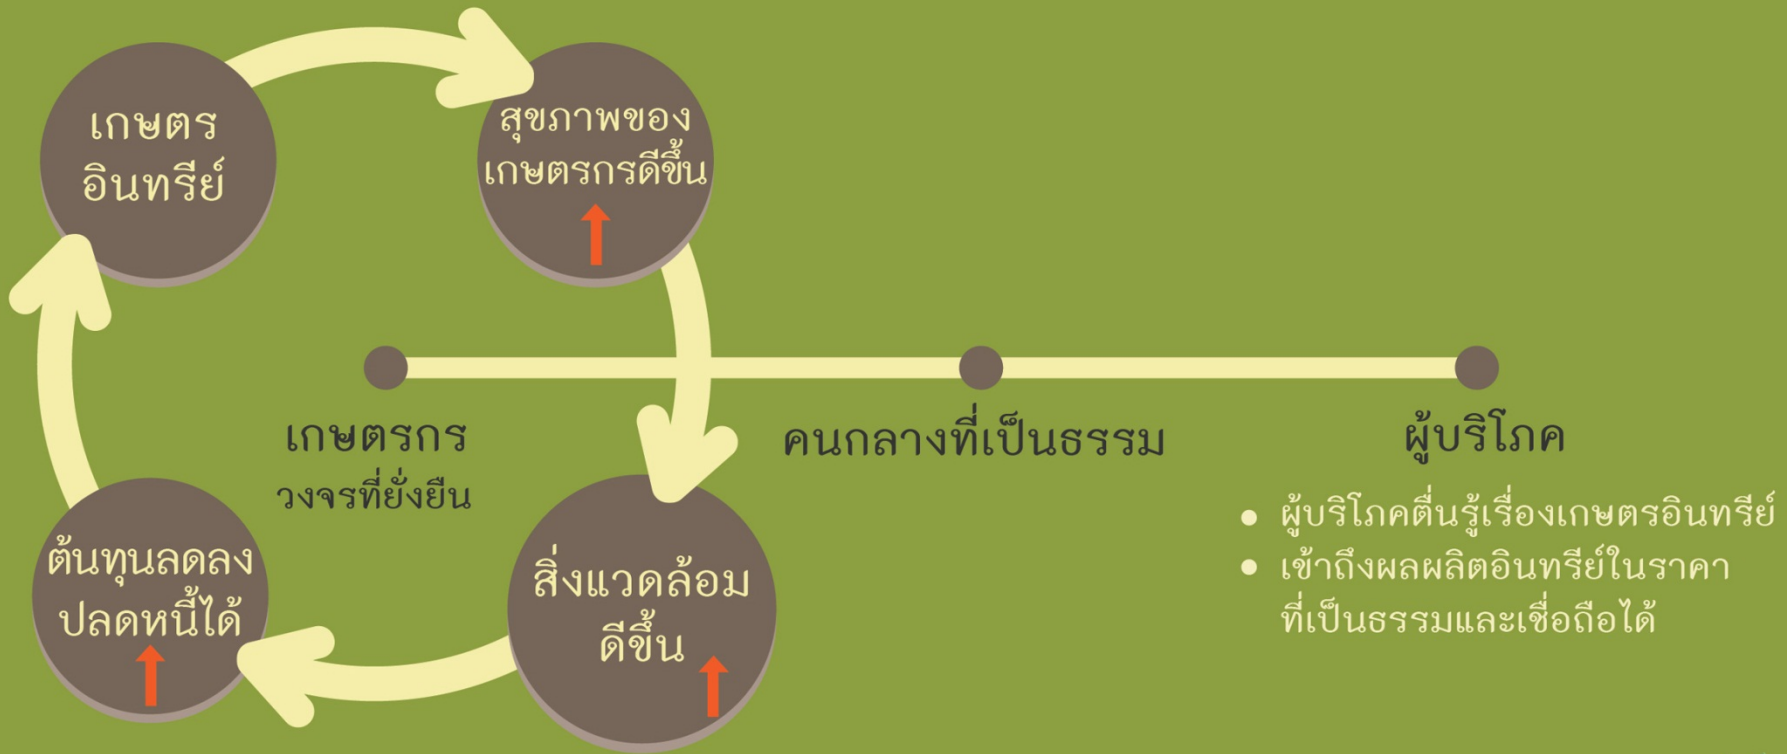 เกษตร
อินทรีย์
สุขภาพของ
เกษตรกรดีขึ้น
เกษตรกร
วงจรที่ยั่งยืน
คนกลางที่เป็นธรรม
ผู้บริโภค
ผู้บริโภคตื่นรู้เรื่องเกษตรอินทรีย์
เข้าถึงผลผลิตอินทรีย์ในราคา
ที่เป็นธรรมและเชื่อถือได้
ต้นทุนลดลง
ปลดหนี้ได้
สิ่งแวดล้อม
ดีขึ้น